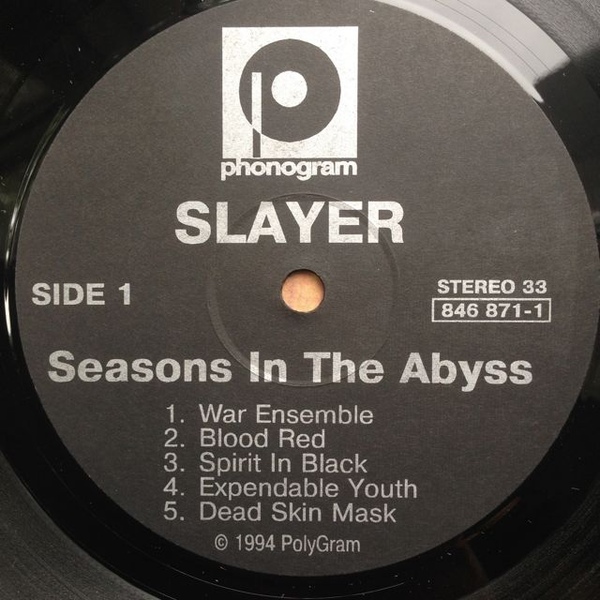 phonogram
SLAYER
SIDE 1
STEREO 33
846 871-1
Seasons In The Abyss
1. War Ensemble
2. Blood Red
3. Spirit In Black
4. Expendable Youth
5. Dead Skin Mask
© 1994 PolyGram